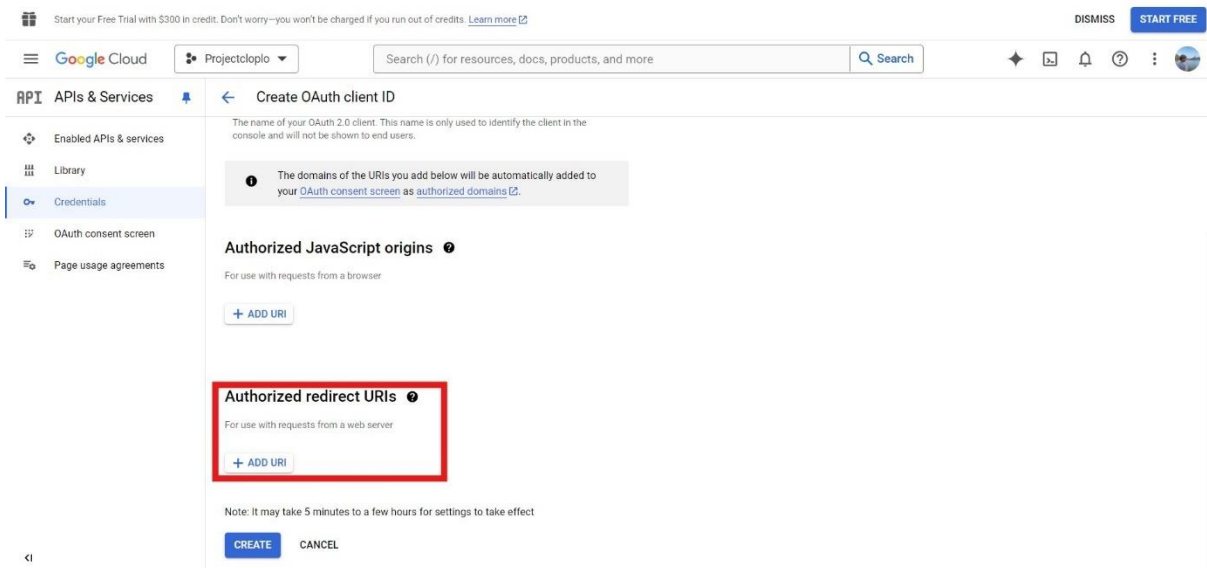 Start your Free Trial with $300 in credit. Don't worry—you won't be charged if you run out of credits. Learn more
DISMISS
START FREE
Google Cloud
Projectcloplo
Search (/) for resources, docs, products, and more
Search
API APIs & Services
Create OAuth client ID
Enabled APIs & services
Library
Credentials
OAuth consent screen
Page usage agreements
The name of your OAuth 2.0 client. This name is only used to identify the client in the
console and will not be shown to end users.
The domains of the URIs you add below will be automatically added to
your OAuth consent screen as authorized domains.
Authorized JavaScript origins
For use with requests from a browser
+ ADD URI
Authorized redirect URIs
For use with requests from a web server
+ ADD URI
Note: It may take 5 minutes to a few hours for settings to take effect
CREATE
CANCEL